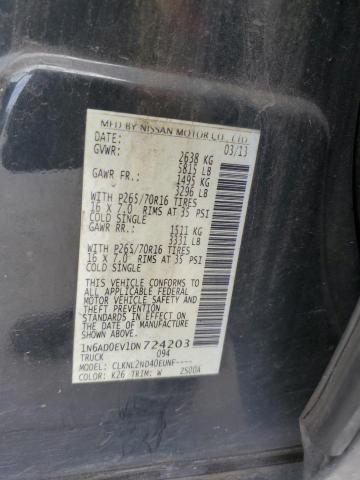 MFD BY NISSAN MOTOR CO., LTD
DATE: 03/13
GVWR: 2638 KG
5815 LB
GAWR FR.: 1495 KG
3296 LB
WITH P265/70R16 TIRES
16 X 7.0 RIMS AT 35 PSI
COLD SINGLE
GAWR RR.: 1511 KG
3331 LB
WITH P265/70R16 TIRES
16 X 7.0 RIMS AT 35 PSI
COLD SINGLE
THIS VEHICLE CONFORMS TO
ALL APPLICABLE FEDERAL
MOTOR VEHICLE SAFETY
AND THEFT PREVENTION
STANDARDS IN EFFECT ON
THE DATE OF MANUFACTURE
SHOWN ABOVE.
1N6AD0EV1DN724203
TRUCK 094
MODEL: CLKNL2ND40EUNF----
COLOR: K26 TRIM: W 2500A